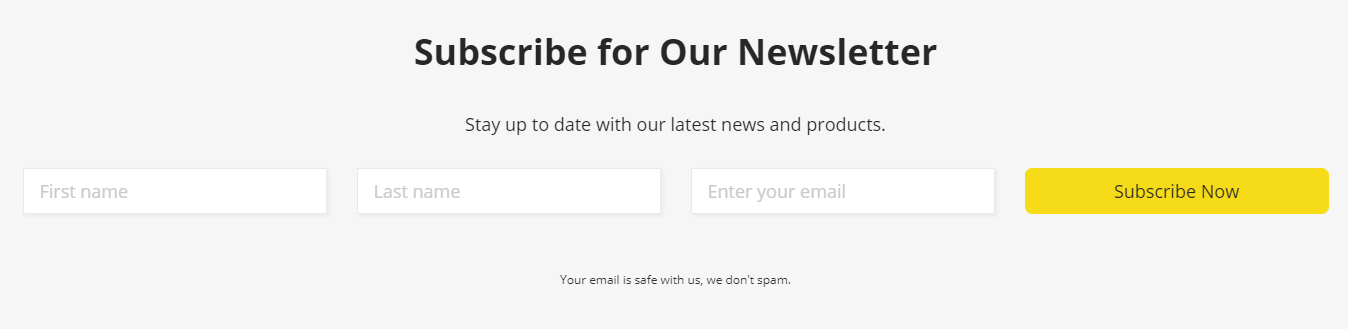 Subscribe for Our Newsletter
Stay up to date with our latest news and products.
First name
Last name
Enter your email
Subscribe Now
Your email is safe with us, we don't spam.